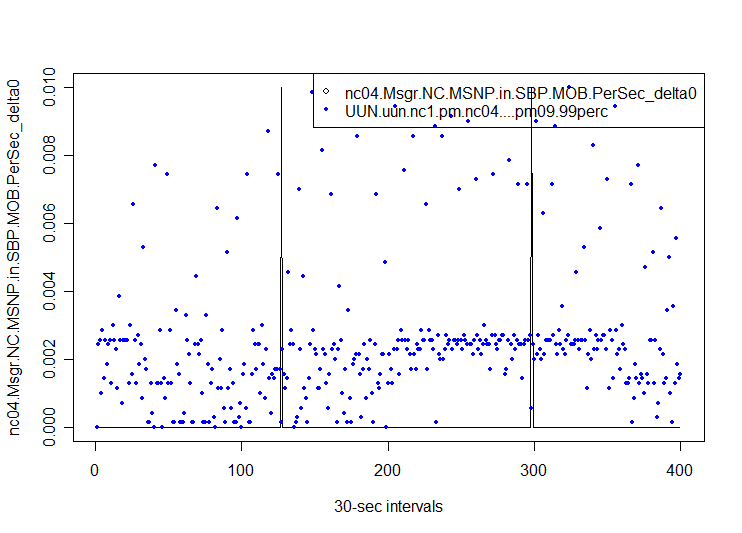 nc04.Msgr.NC.MSNP.in.SBP.MOB.PerSec_delta0
UUN.uun.nc1.pm.nc04....pm09.99perc
nc04.Msgr.NC.MSNP.in.SBP.MOB.PerSec_delta0
0.010
0.008
0.006
0.004
0.002
0.000
0 100 200 300 400
30-sec intervals